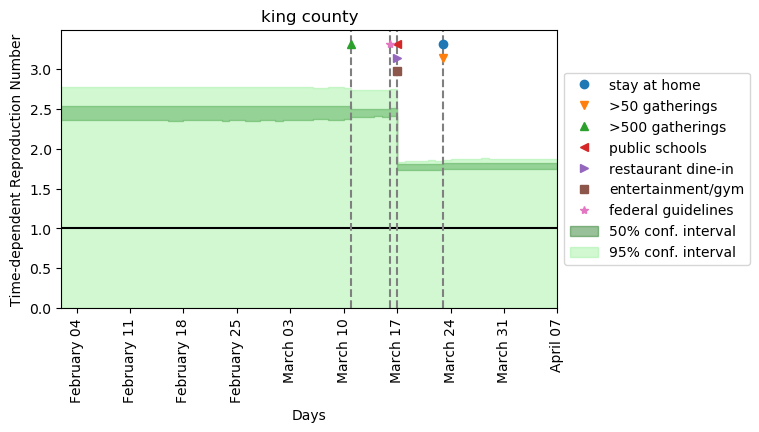 king county
Time-dependent Reproduction Number
3.0
2.5
2.0
1.5
1.0
0.5
0.0
February 04
February 11
February 18
February 25
March 03
March 10
March 17
March 24
March 31
April 07
Days
stay at home
>50 gatherings
>500 gatherings
public schools
restaurant dine-in
entertainment/gym
federal guidelines
50% conf. interval
95% conf. interval